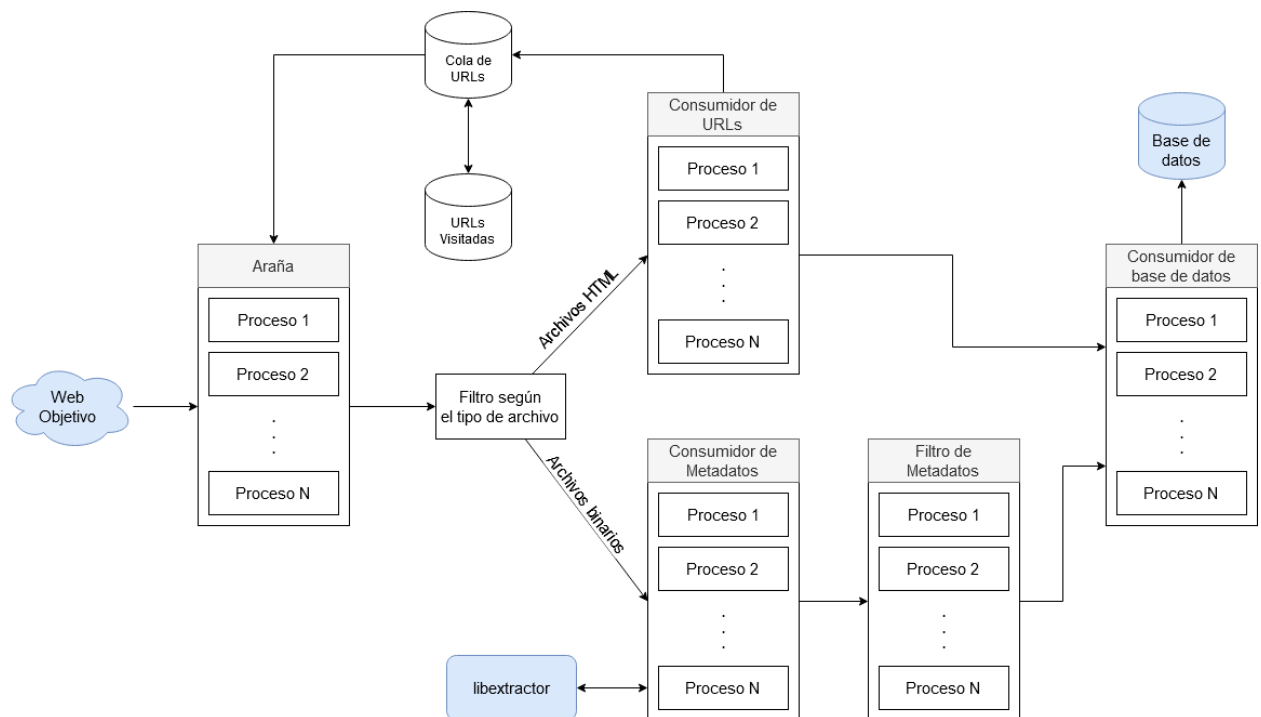 Cola de
URLs
URLs
Visitadas
Consumidor de
URLs
Proceso 1
Proceso 2
.
.
.
Proceso N
Base de
datos
Araña
Proceso 1
Proceso 2
.
.
.
Proceso N
Web
Objetivo
Filtro según
el tipo de archivo
Archivos HTML
Archivos binarios
Consumidor de
Metadatos
Proceso 1
Proceso 2
.
.
.
Proceso N
libextractor
Filtro de
Metadatos
Proceso 1
Proceso 2
.
.
.
Proceso N
Consumidor de
base de datos
Proceso 1
Proceso 2
.
.
.
Proceso N